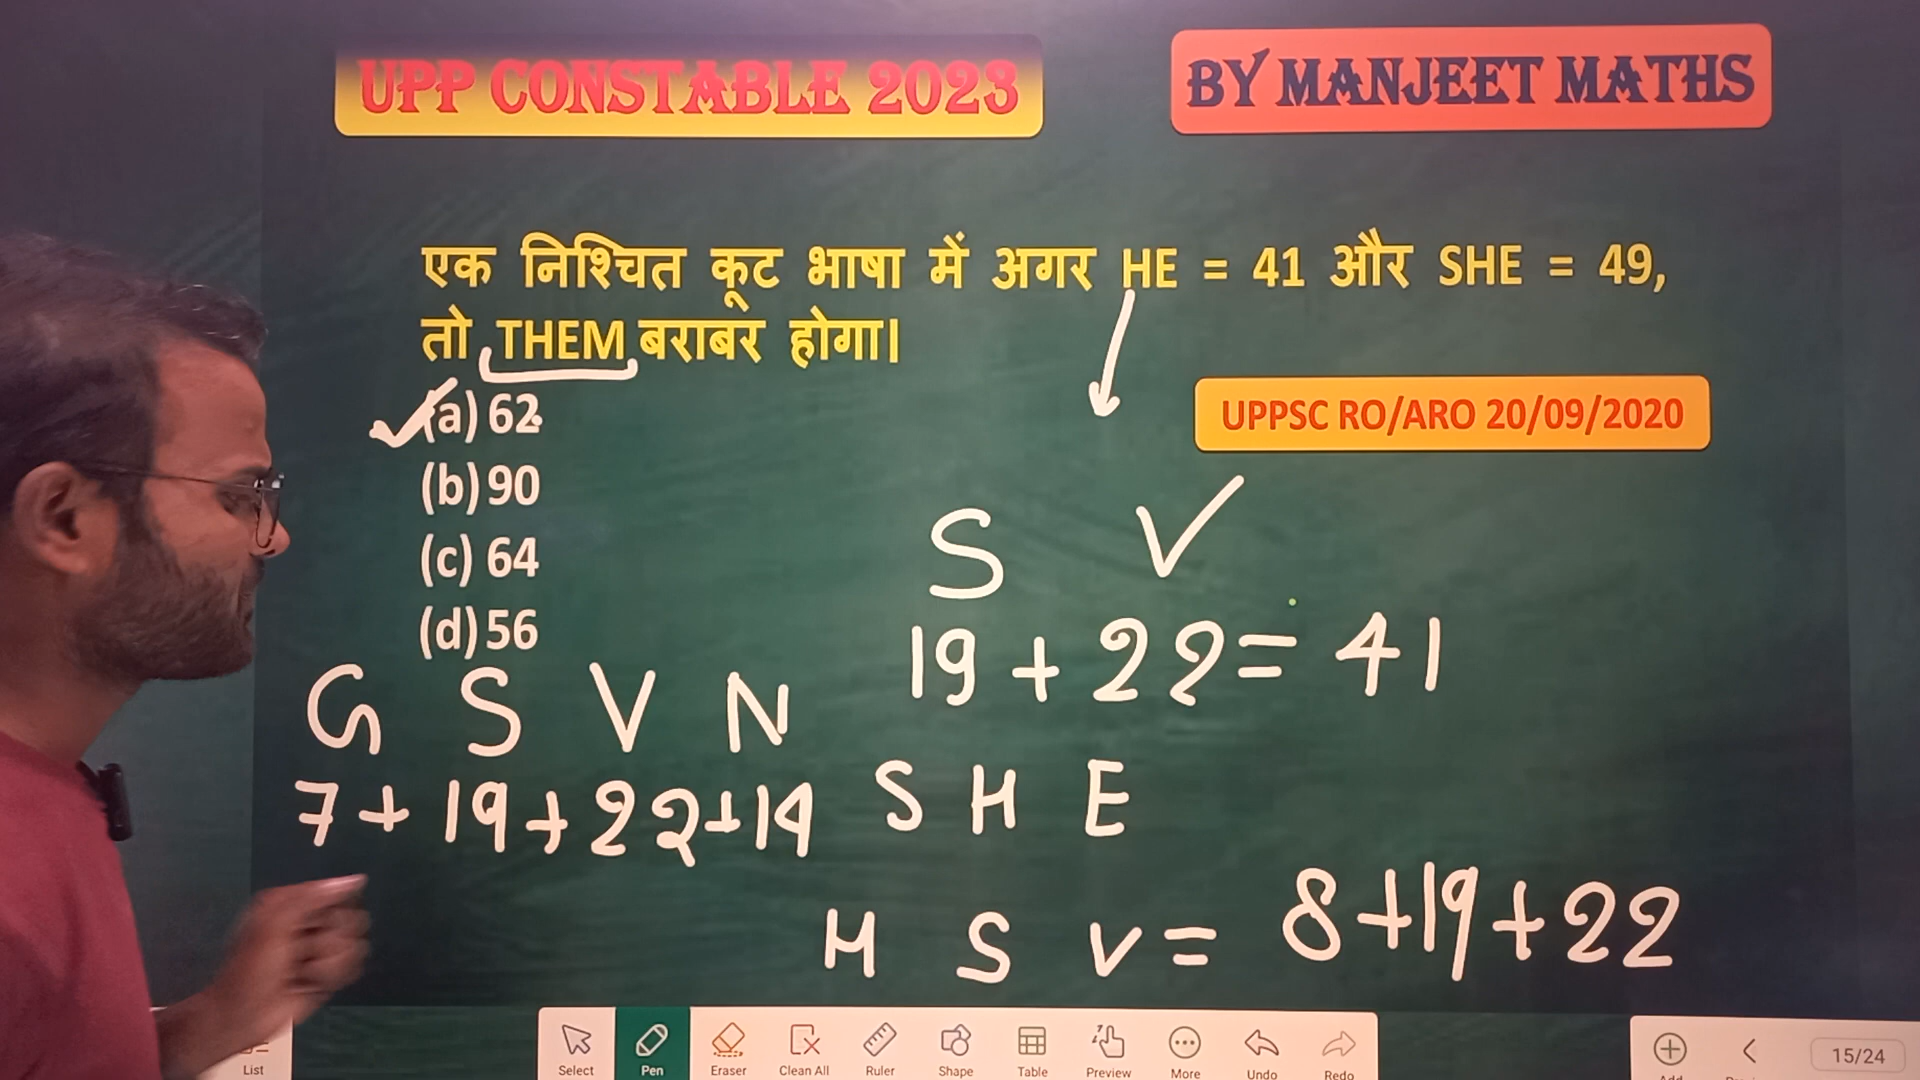 UPP CONSTABLE 2023
BY MANJEET MATHS
एक निश्चित कूट भाषा में अगर HE = 41 और SHE = 49,
तो THEM बराबर होगा।
(a) 62
(b) 90
(c) 64
(d) 56
UPPSC RO/ARO 20/09/2020
S V
19 + 22 = 41
G S V N
7 + 19 + 22 + 14
S H E
H S V = 8 + 19 + 22
List
Select Pen Eraser Clean All Ruler Shape Table Preview More Undo Redo
15/24